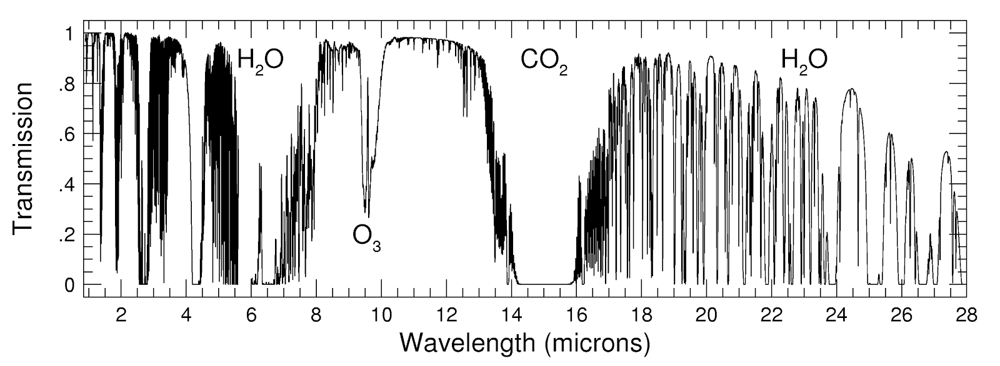 Transmission
1
.8
.6
.4
.2
0
H₂O
O₃
CO₂
H₂O
2 4 6 8 10 12 14 16 18 20 22 24 26 28
Wavelength (microns)